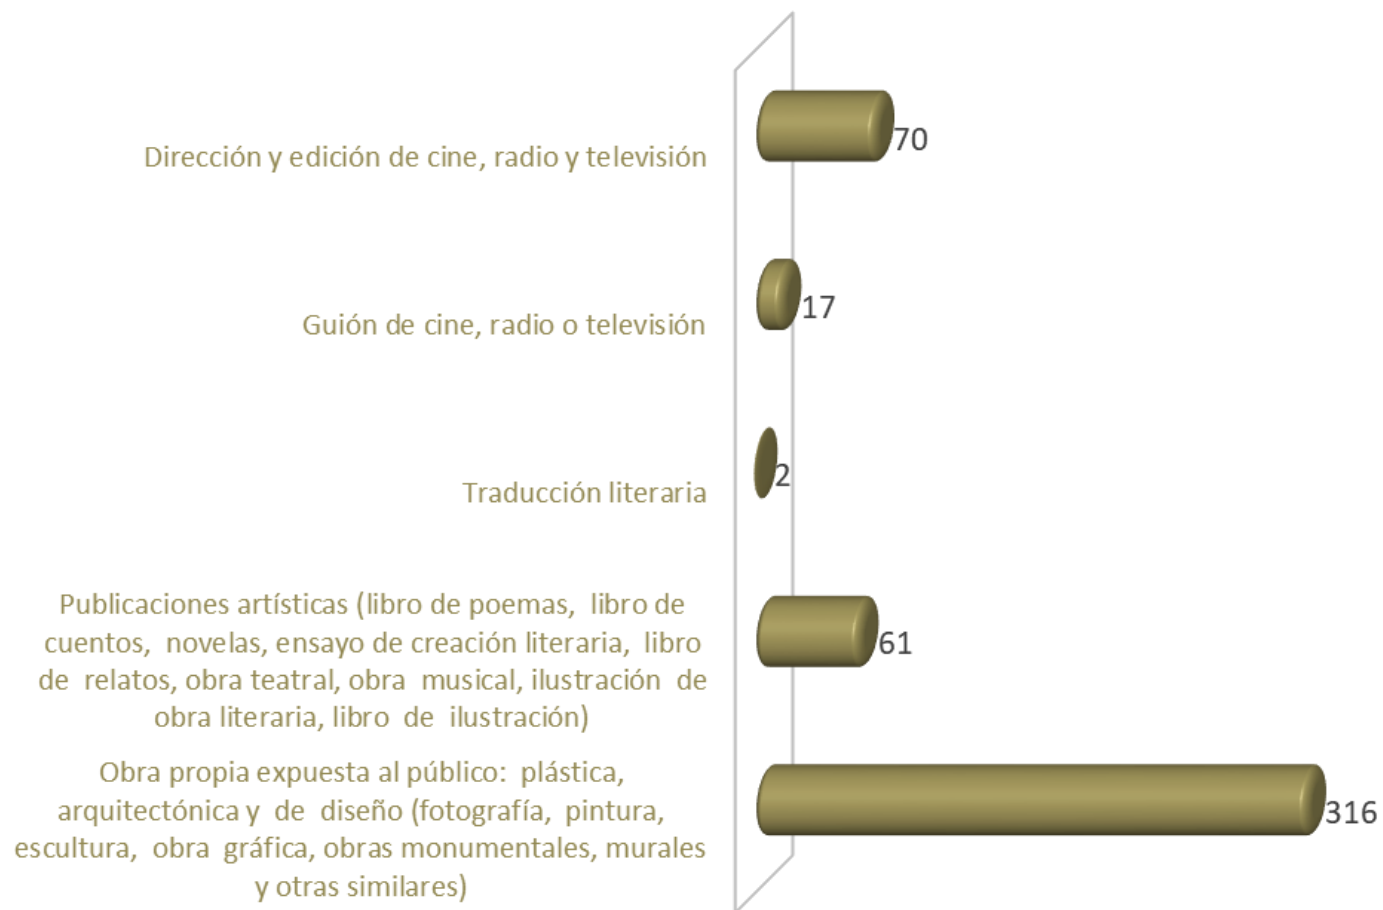 Dirección y edición de cine, radio y televisión
70
Guión de cine, radio o televisión
17
Traducción literaria
2
Publicaciones artísticas (libro de poemas, libro de
cuentos, novelas, ensayo de creación literaria, libro
de relatos, obra teatral, obra musical, ilustración de
obra literaria, libro de ilustración)
61
Obra propia expuesta al público: plástica,
arquitectónica y de diseño (fotografía, pintura,
escultura, obra gráfica, obras monumentales, murales
y otras similares)
316